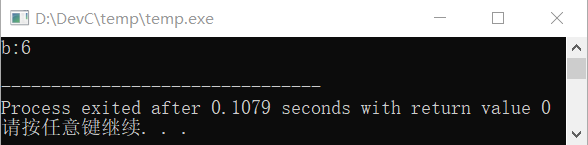 D:\DevC\temp\temp.exe
b:6
--------------------------------
Process exited after 0.1079 seconds with return value 0
请按任意键继续. . .